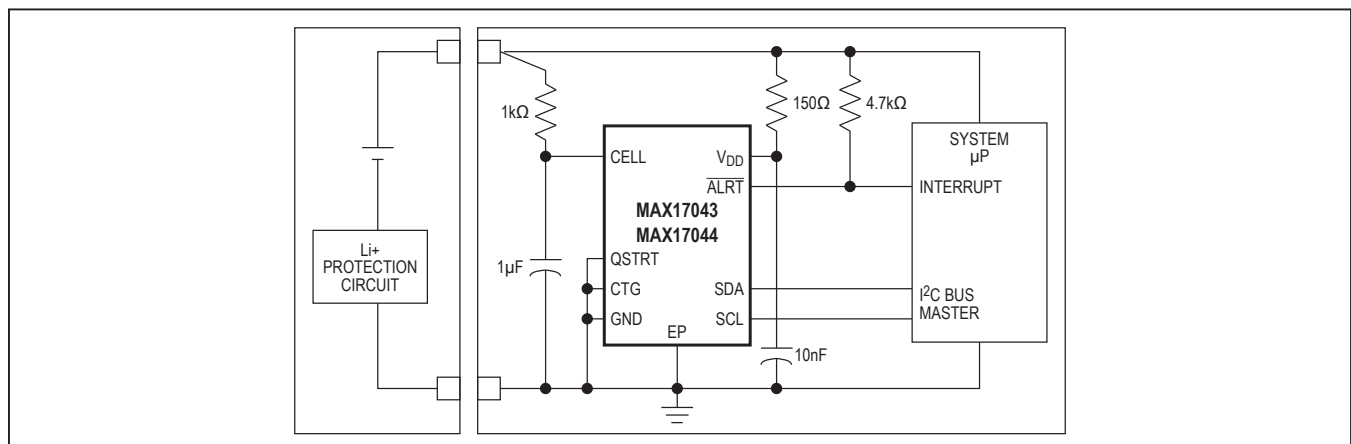 1kΩ
150Ω
4.7kΩ
SYSTEM
µP
CELL
VDD
ALRT
INTERRUPT
MAX17043
MAX17044
Li+
PROTECTION
CIRCUIT
1µF
QSTRT
CTG
SDA
I²C BUS
GND
SCL
MASTER
EP
10nF